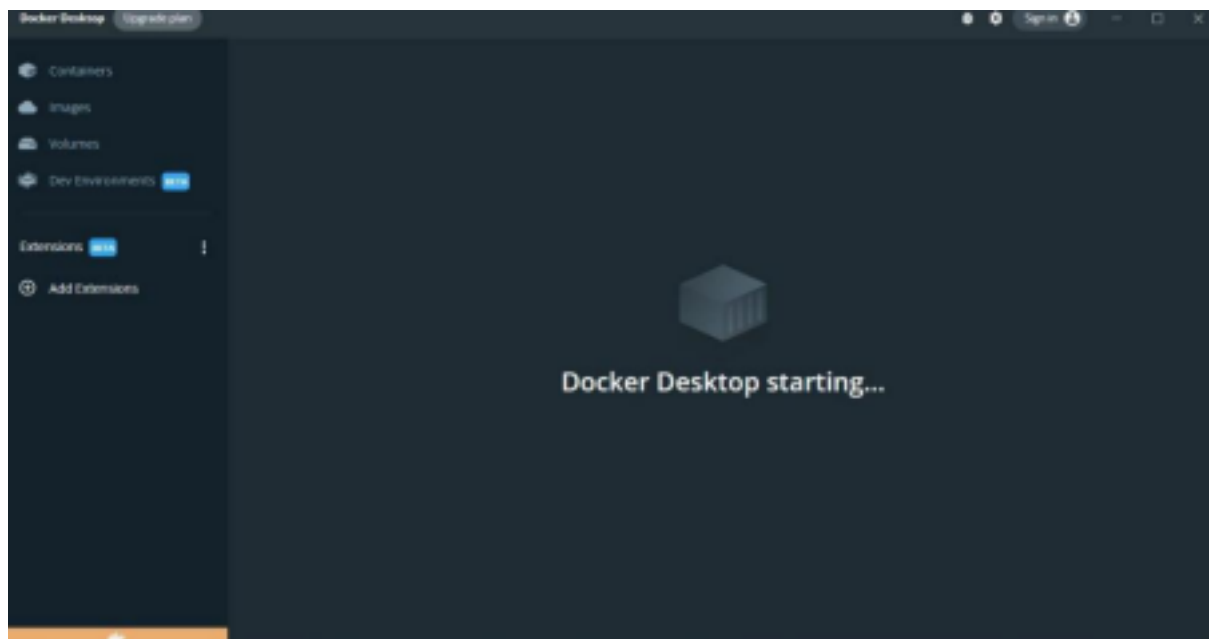 Docker Desktop Upgrade plan Sign in
Containers
Images
Volumes
Dev Environments BETA
Extensions BETA
Add Extensions
Docker Desktop starting...